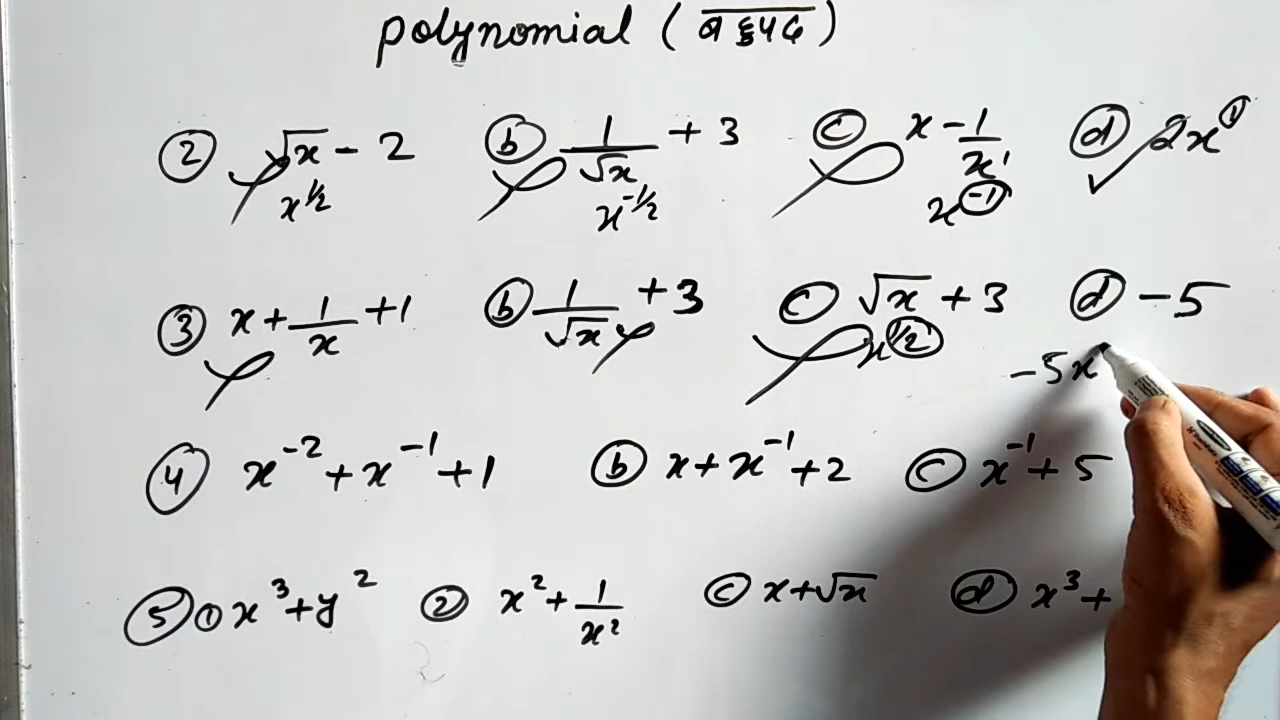 polynomial (बहुपद)
② √x - 2 ⓑ 1/√x + 3 ⓒ x - 1/x¹ ⓓ 2x¹
x^1/2 x^-1/2 x^-1
③ x + 1/x + 1 ⓑ 1/√x + 3 ⓒ √x + 3 ⓓ -5
x^1/2 -5x
④ x⁻² + x⁻¹ + 1 ⓑ x + x⁻¹ + 2 ⓒ x⁻¹ + 5
⑤ ① x³ + y² ② x² + 1/x² ⓒ x + √x ⓓ x³ +